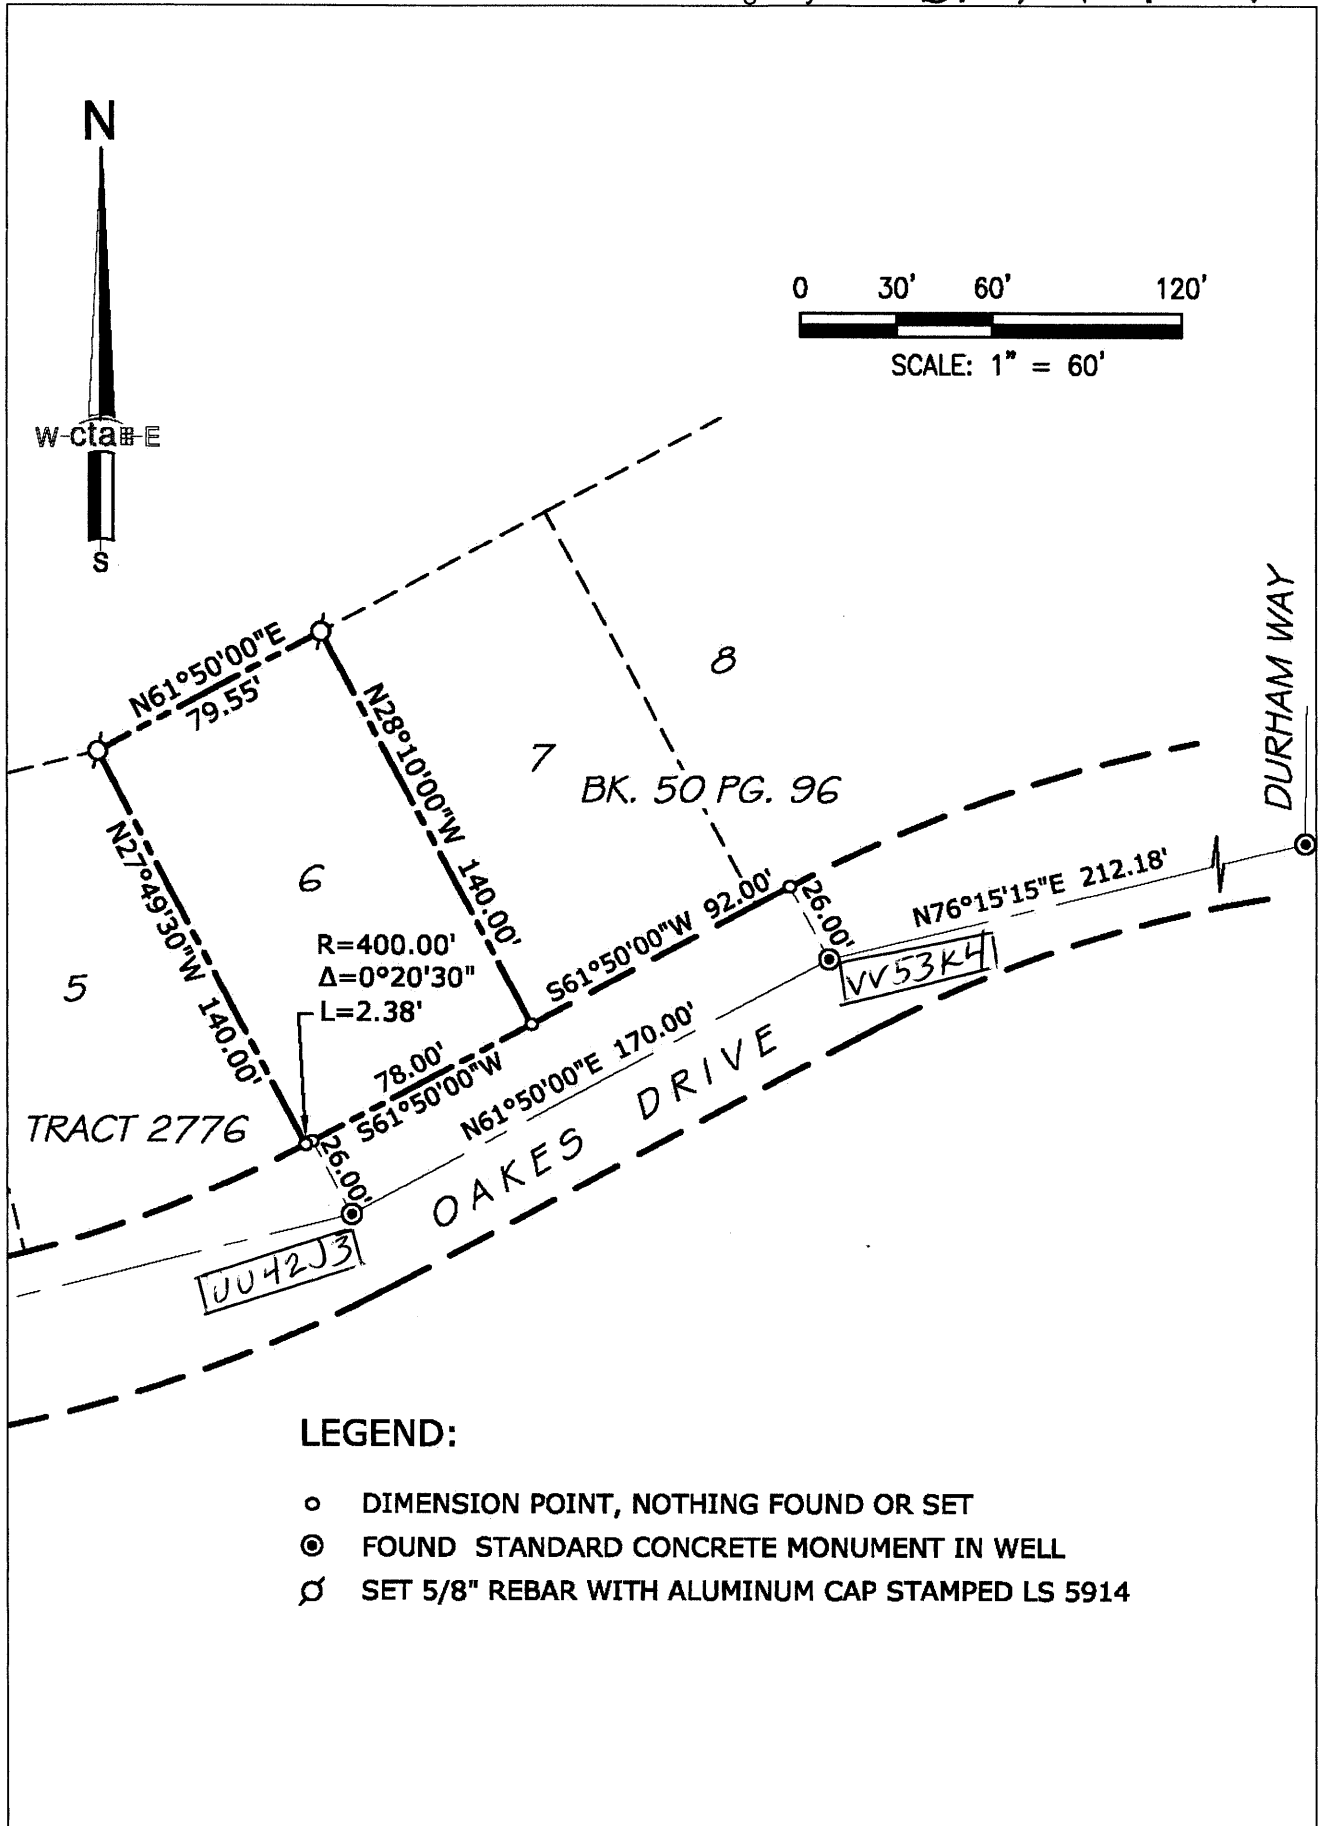 N
0 30' 60' 120'
SCALE: 1" = 60'
W cta E
S
DURHAM WAY
N61°50'00"E
79.55'
8
N28°10'00"W 140.00'
7
BK. 50 PG. 96
N27°49'30"W 140.00'
6
S61°50'00"W 92.00'
26.00'
N76°15'15"E 212.18'
VV53K4
R=400.00'
Δ=0°20'30"
L=2.38'
5
78.00'
S61°50'00"W
N61°50'00"E 170.00'
OAKES DRIVE
TRACT 2776
26.00'
UU42J3
LEGEND:
DIMENSION POINT, NOTHING FOUND OR SET
FOUND STANDARD CONCRETE MONUMENT IN WELL
SET 5/8" REBAR WITH ALUMINUM CAP STAMPED LS 5914